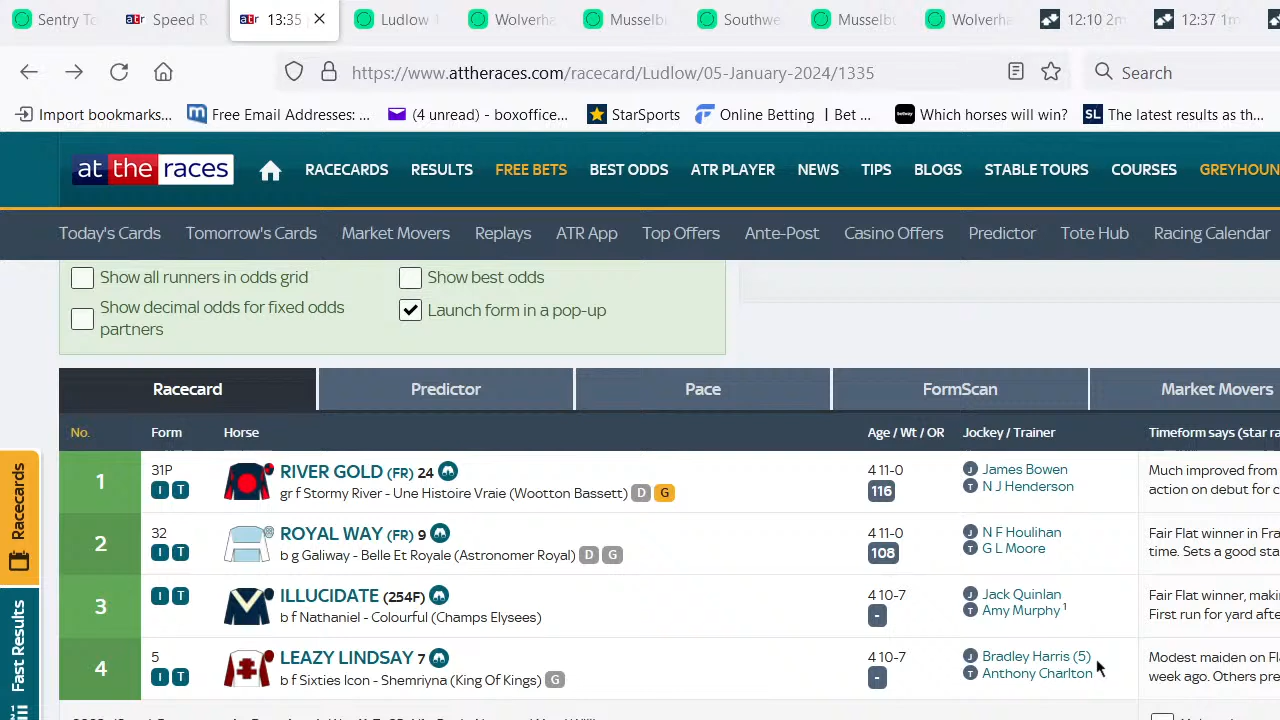 Sentry To
atr Speed R
atr 13:35
Ludlow 1
Wolverha
Musselbu
Southwe
Musselbu
Wolverha
12:10 2m
12:37 1m
https://www.attheraces.com/racecard/Ludlow/05-January-2024/1335
Search
Import bookmarks...
Free Email Addresses: ...
(4 unread) - boxoffice...
StarSports
Online Betting | Bet ...
betway Which horses will win?
SL The latest results as th...
at the races
RACECARDS RESULTS FREE BETS BEST ODDS ATR PLAYER NEWS TIPS BLOGS STABLE TOURS COURSES GREYHOUN
Today's Cards Tomorrow's Cards Market Movers Replays ATR App Top Offers Ante-Post Casino Offers Predictor Tote Hub Racing Calendar
Show all runners in odds grid
Show best odds
Show decimal odds for fixed odds
partners
Launch form in a pop-up
Racecard Predictor Pace FormScan Market Movers
No. Form Horse Age / Wt / OR Jockey / Trainer Timeform says (star ra
1
31P
I T
RIVER GOLD (FR) 24
gr f Stormy River - Une Histoire Vraie (Wootton Bassett) D G
4 11-0
116
J James Bowen
T N J Henderson
Much improved from
action on debut for c
2
32
I T
ROYAL WAY (FR) 9
b g Galiway - Belle Et Royale (Astronomer Royal) D G
4 11-0
108
J N F Houlihan
T G L Moore
Fair Flat winner in Fra
time. Sets a good sta
3
I T
ILLUCIDATE (254F)
b f Nathaniel - Colourful (Champs Elysees)
4 10-7
-
J Jack Quinlan
T Amy Murphy 1
Fair Flat winner, makin
First run for yard afte
4
5
I T
LEAZY LINDSAY 7
b f Sixties Icon - Shemriyna (King Of Kings) G
4 10-7
-
J Bradley Harris (5)
T Anthony Charlton
Modest maiden on Fl
week ago. Others pre
Racecards
Fast Results